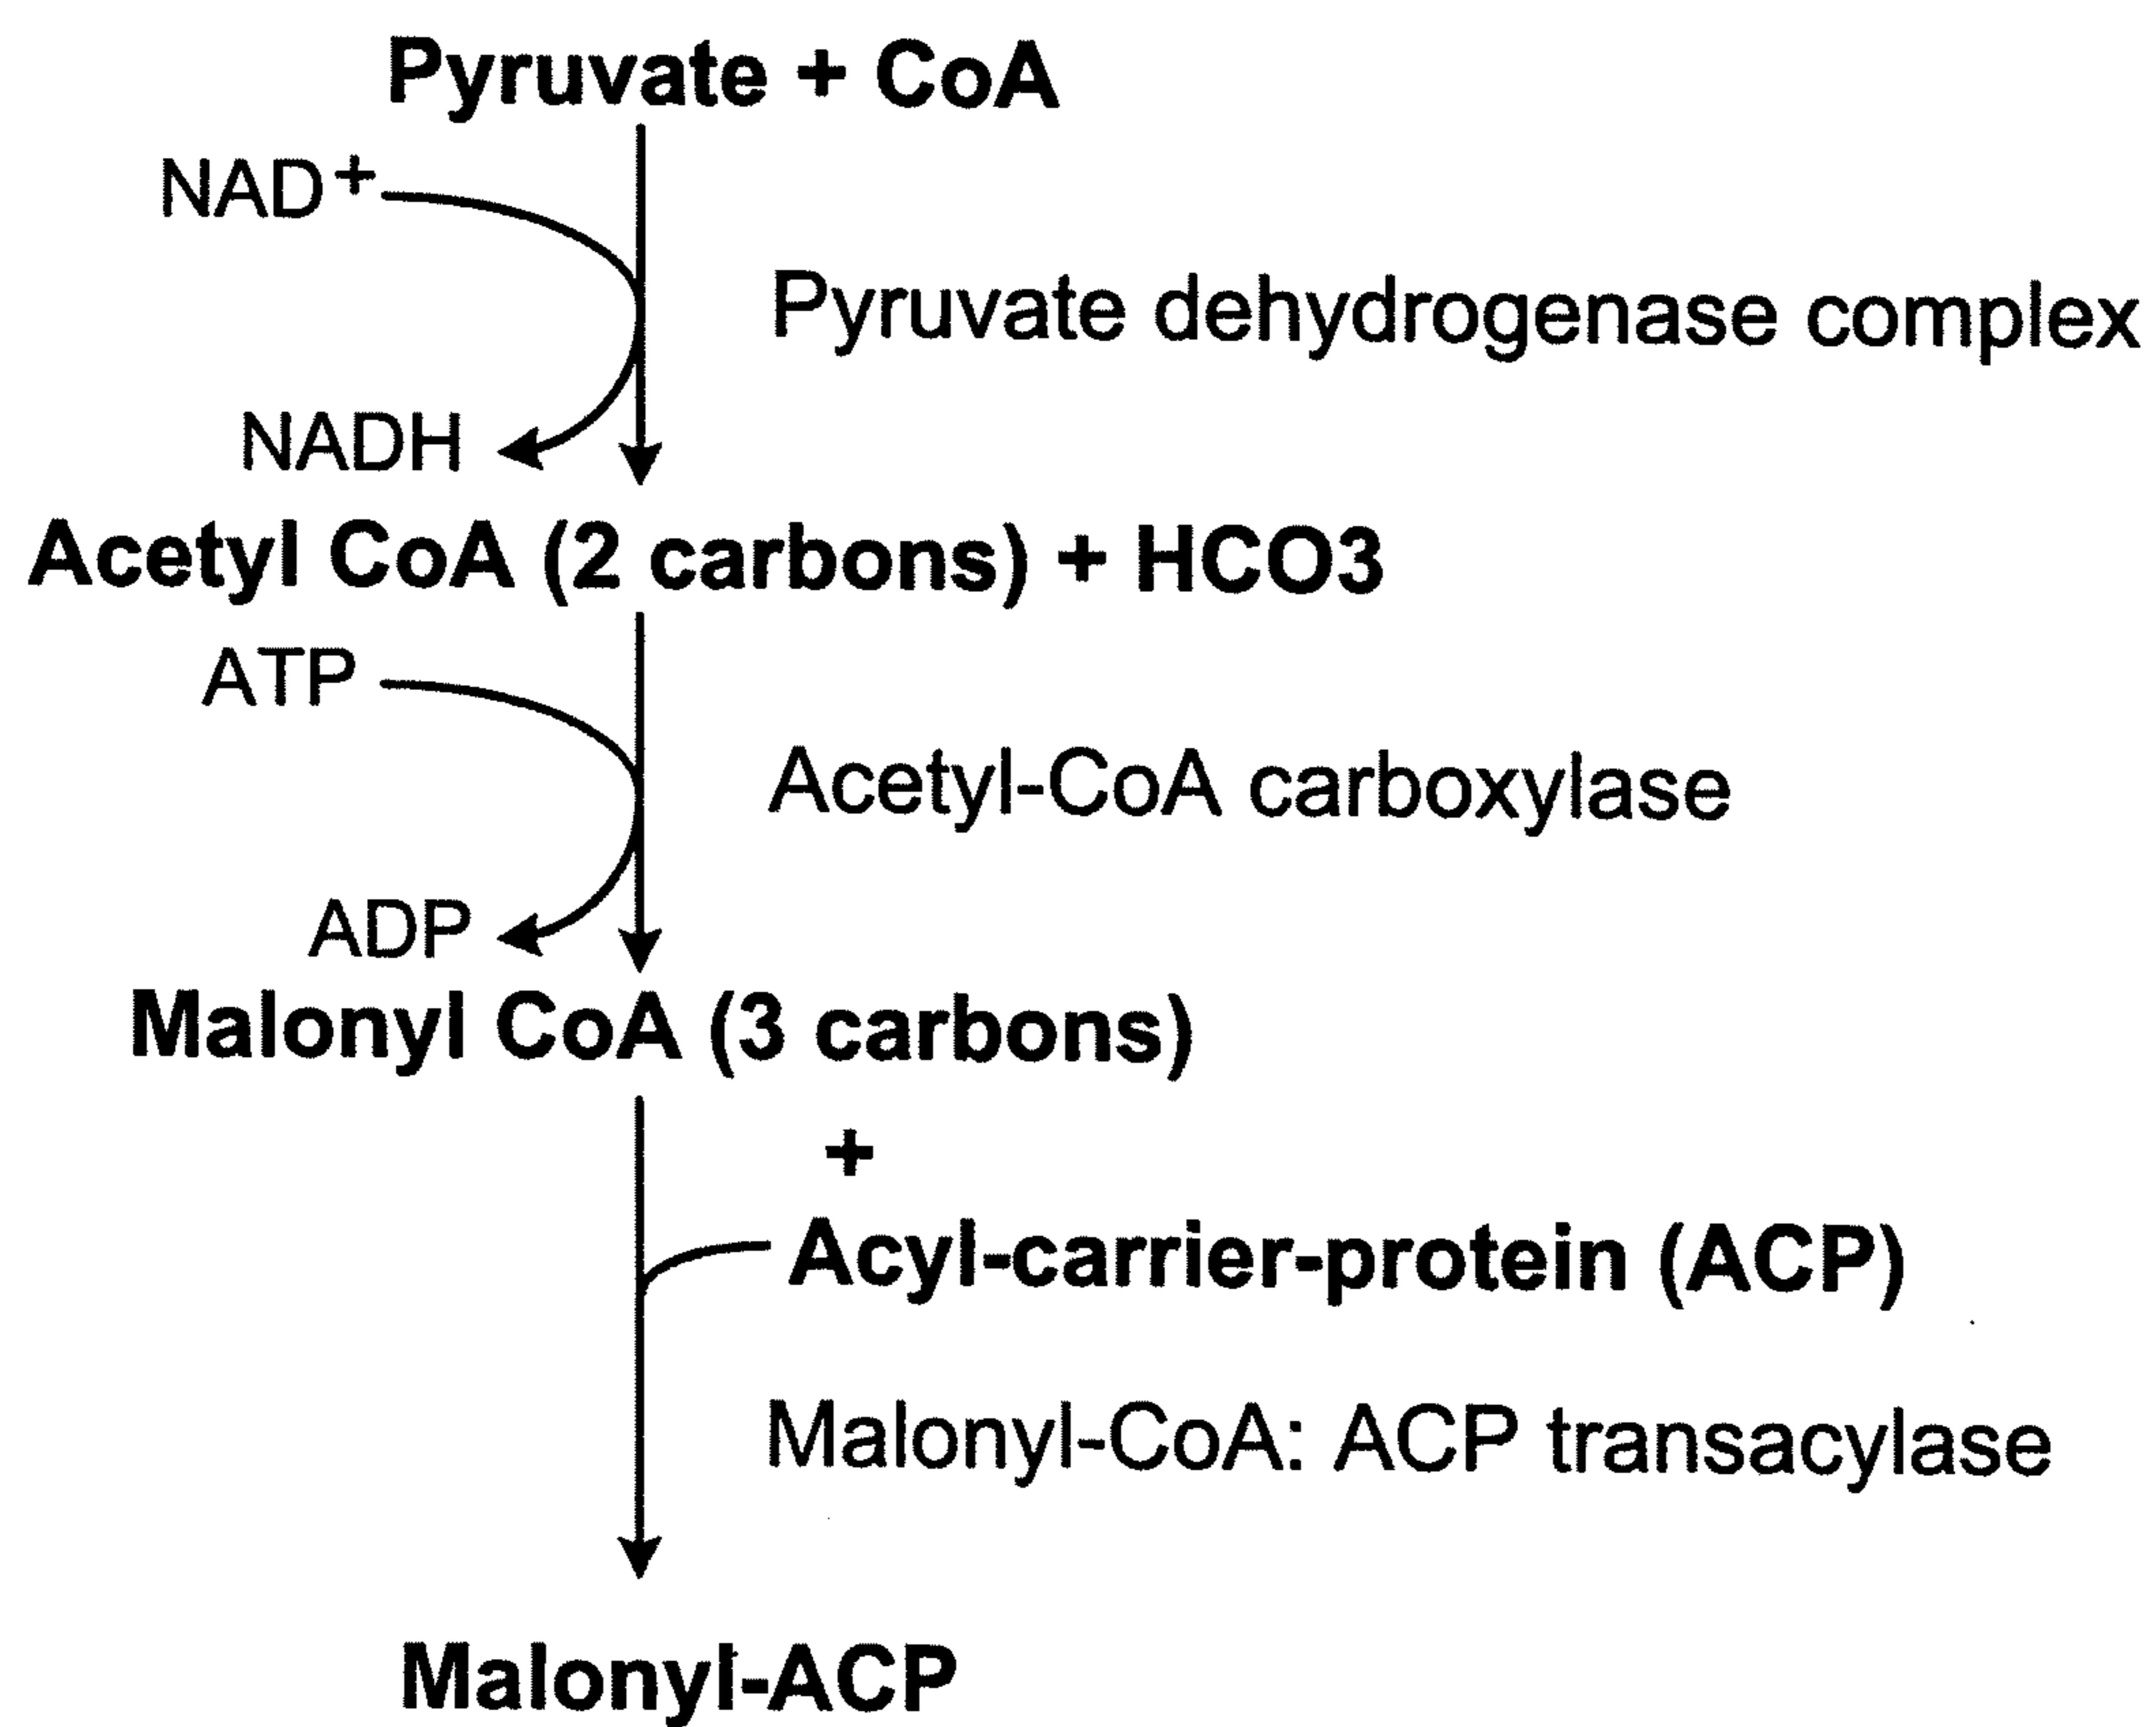 Pyruvate + CoA
NAD+
Pyruvate dehydrogenase complex
NADH
Acetyl CoA (2 carbons) + HCO3
ATP
Acetyl-CoA carboxylase
ADP
Malonyl CoA (3 carbons)
+
Acyl-carrier-protein (ACP)
Malonyl-CoA: ACP transacylase
Malonyl-ACP